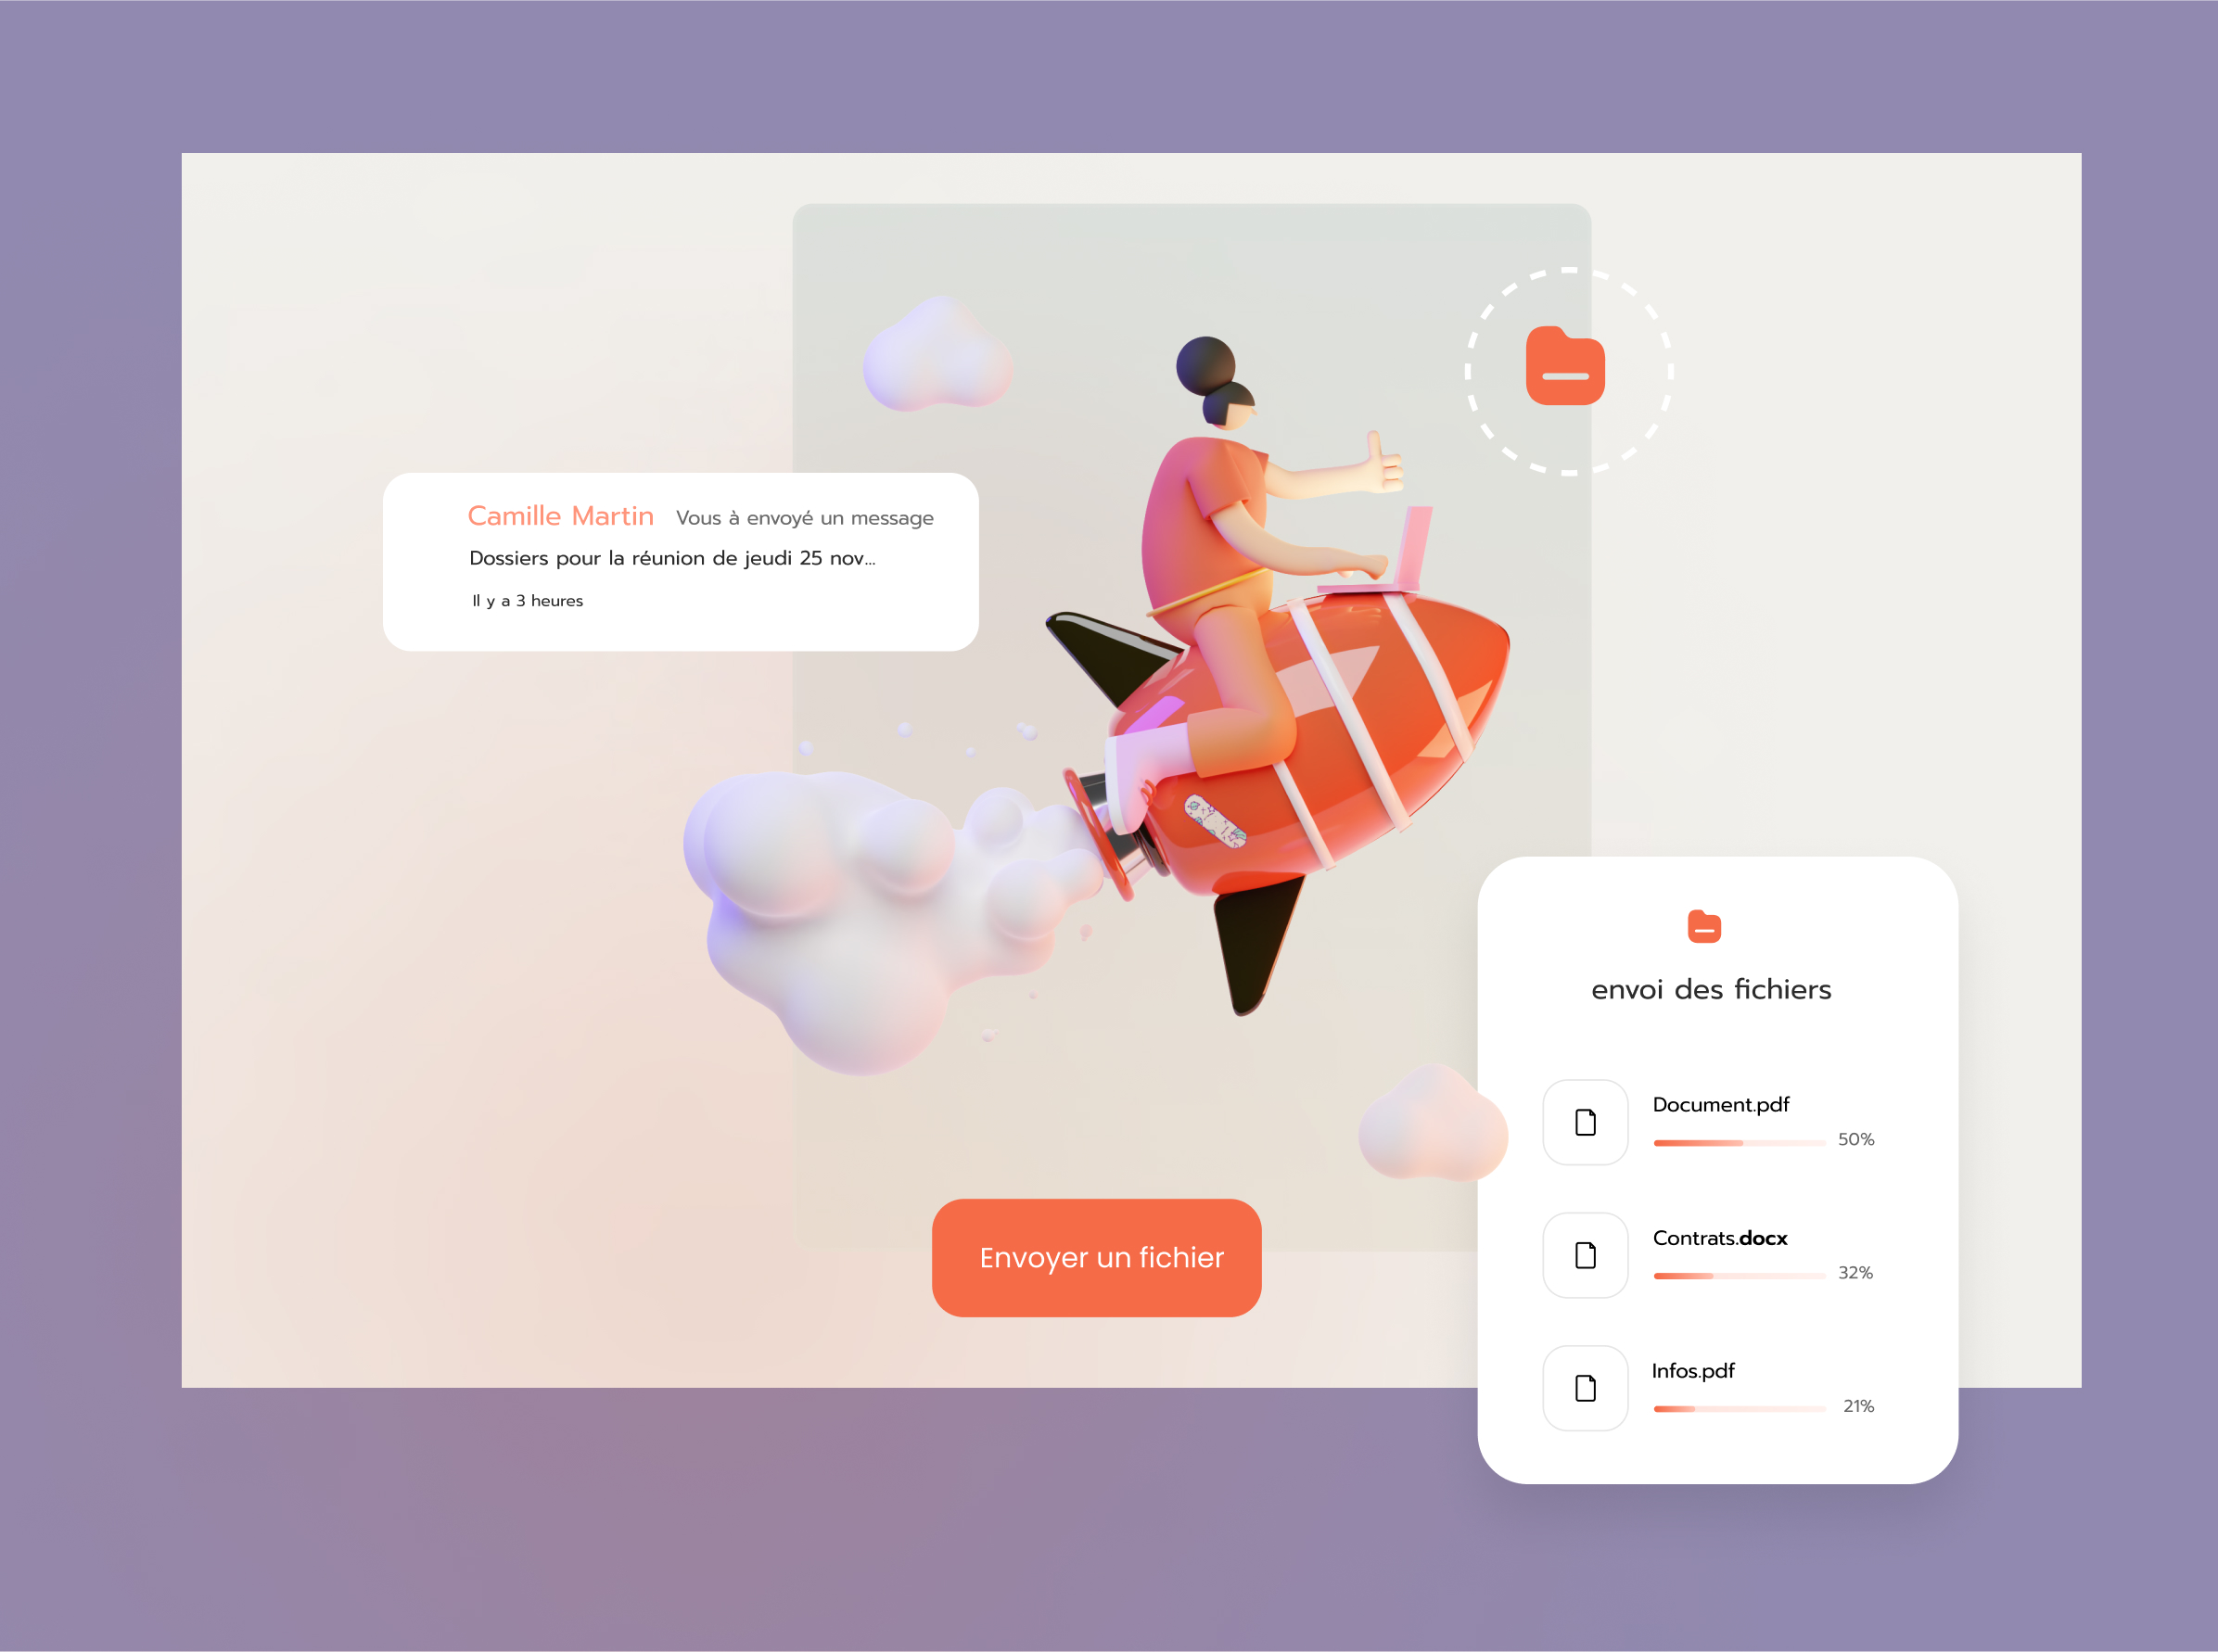 Camille Martin Vous à envoyé un message
Dossiers pour la réunion de jeudi 25 nov...
Il y a 3 heures
envoi des fichiers
Document.pdf
50%
Contrats.docx
32%
Infos.pdf
21%
Envoyer un fichier